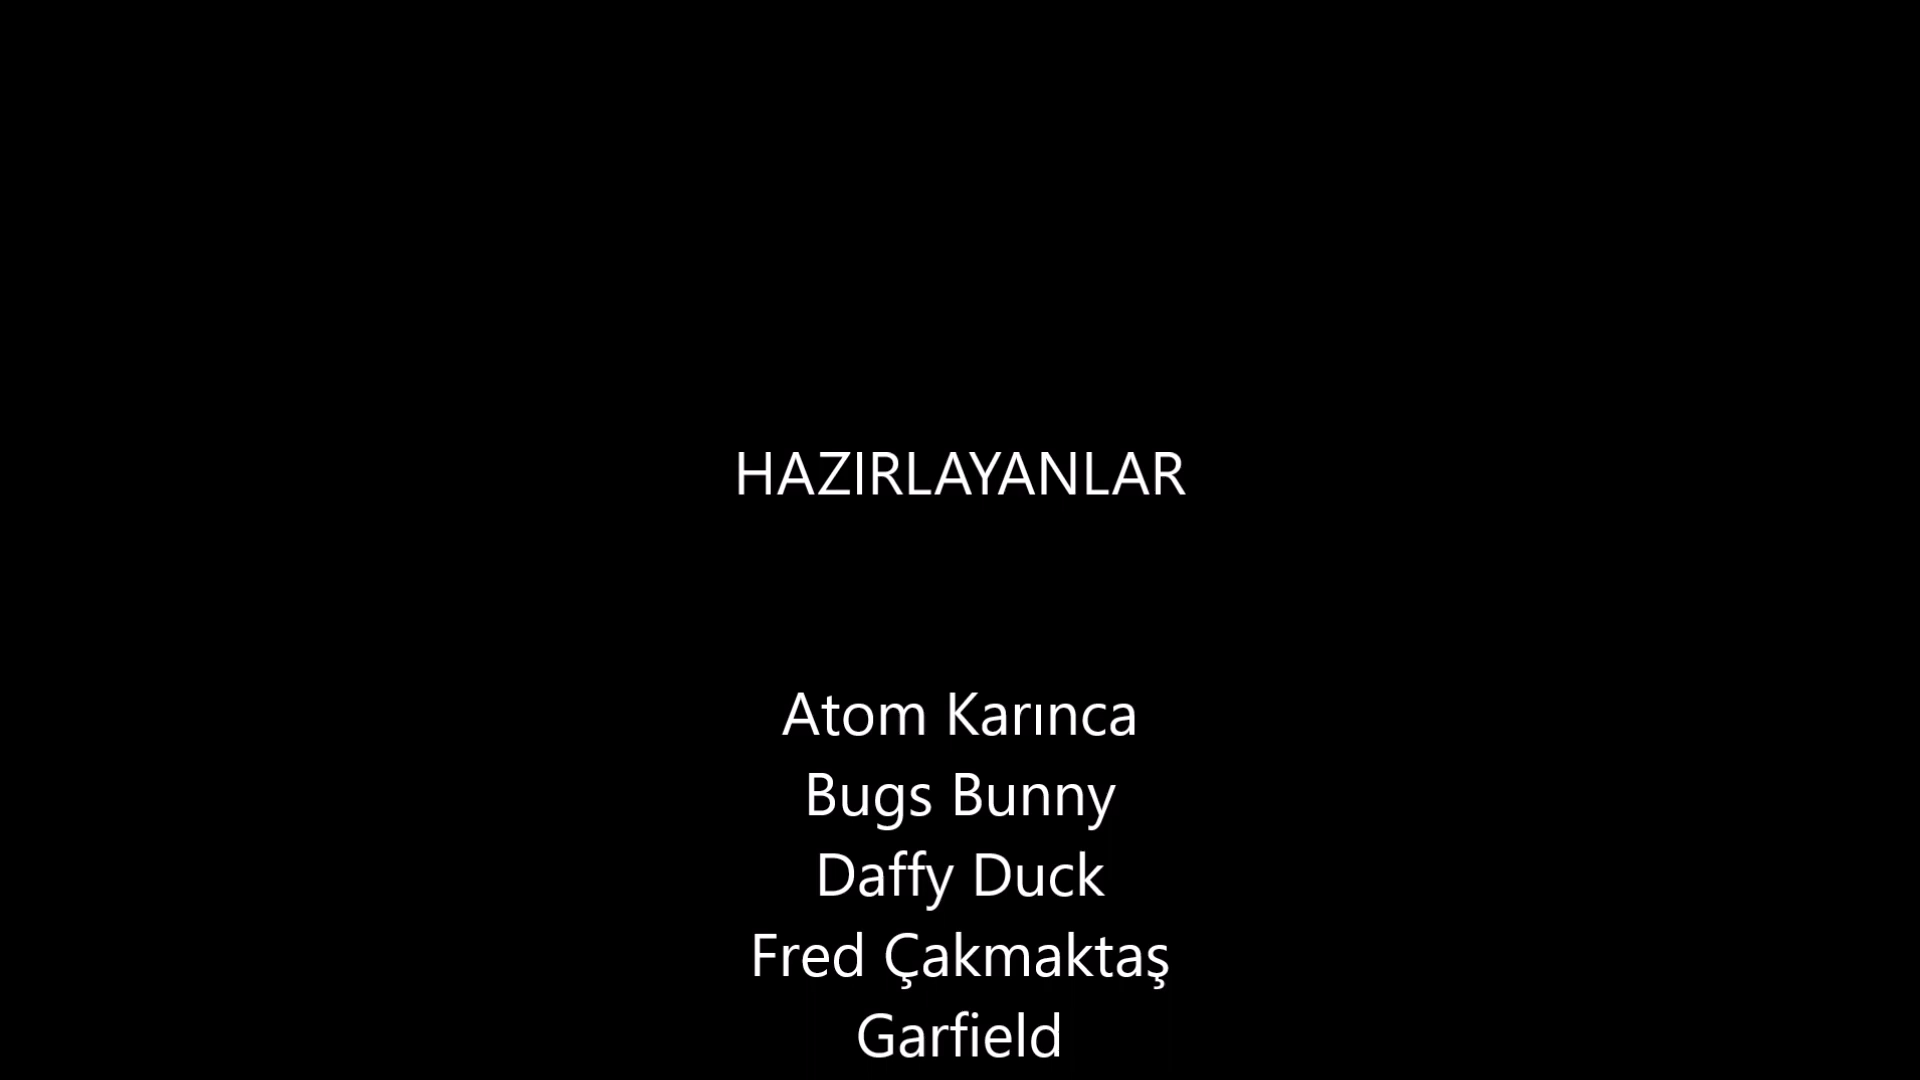 HAZIRLAYANLAR
Atom Karınca
Bugs Bunny
Daffy Duck
Fred Çakmaktaş
Garfield